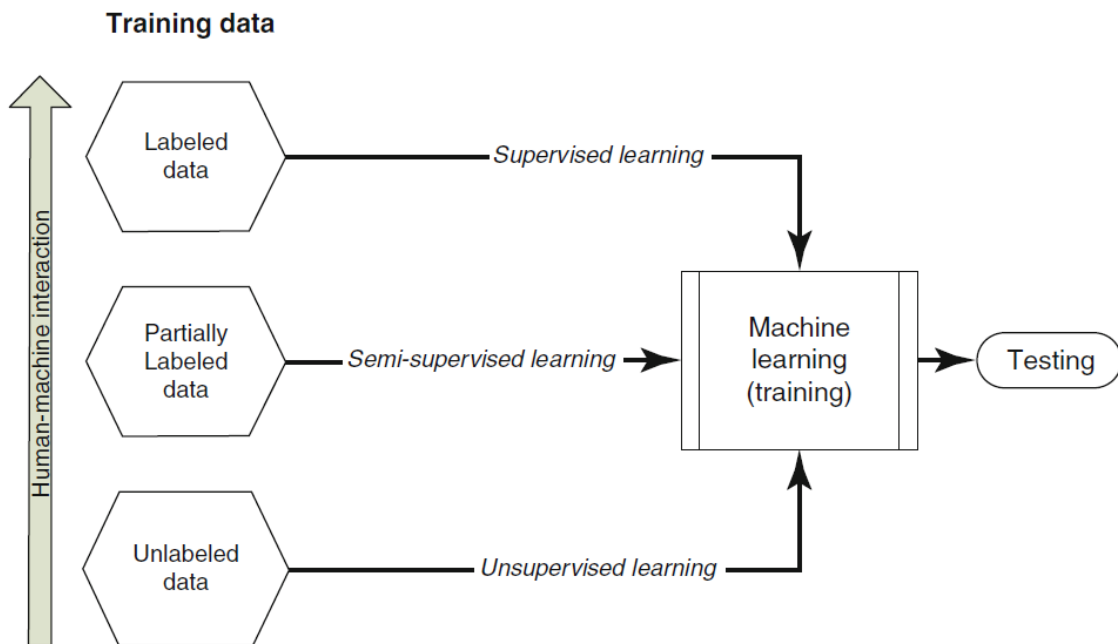 Training data
Human-machine interaction
Labeled
data
Supervised learning
Partially
Labeled
data
Semi-supervised learning
Machine
learning
(training)
Testing
Unlabeled
data
Unsupervised learning